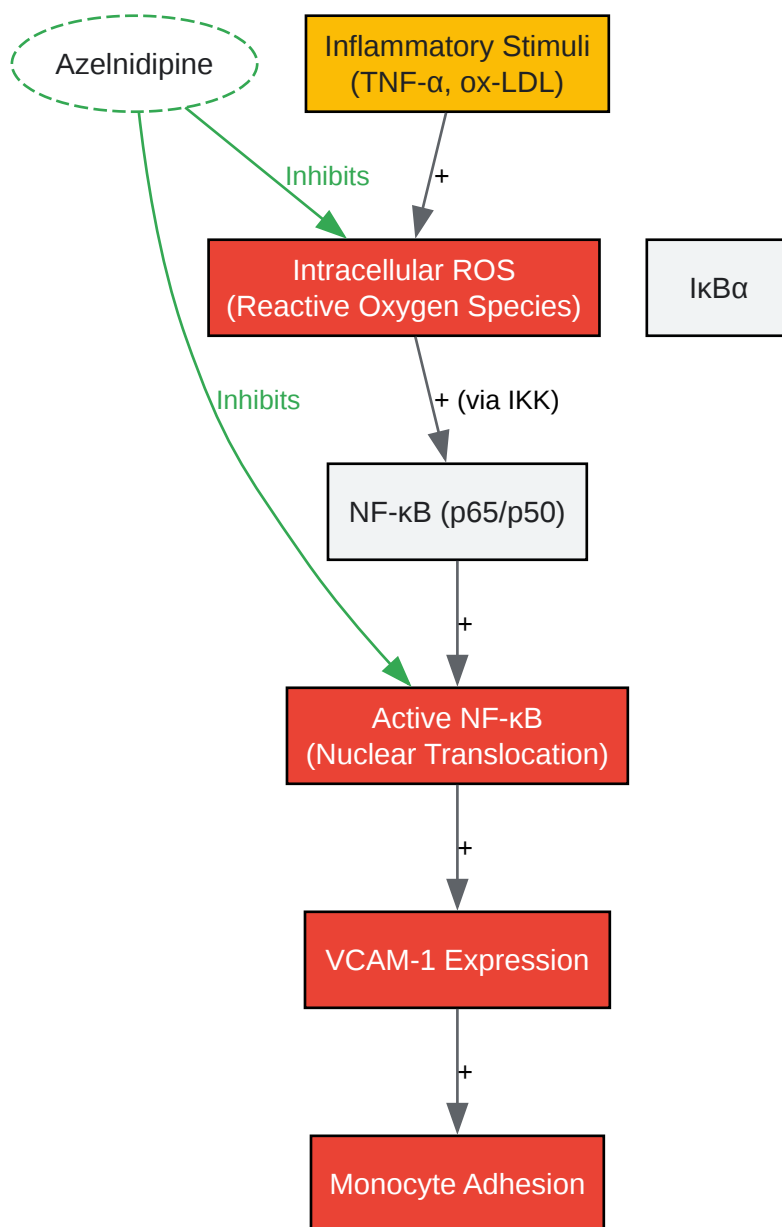 Azelnidipine
Inflammatory Stimuli
(TNF-α, ox-LDL)
Inhibits
+
Intracellular ROS
(Reactive Oxygen Species)
IκBα
Inhibits
+ (via IKK)
NF-κB (p65/p50)
+
Active NF-κB
(Nuclear Translocation)
+
VCAM-1 Expression
+
Monocyte Adhesion